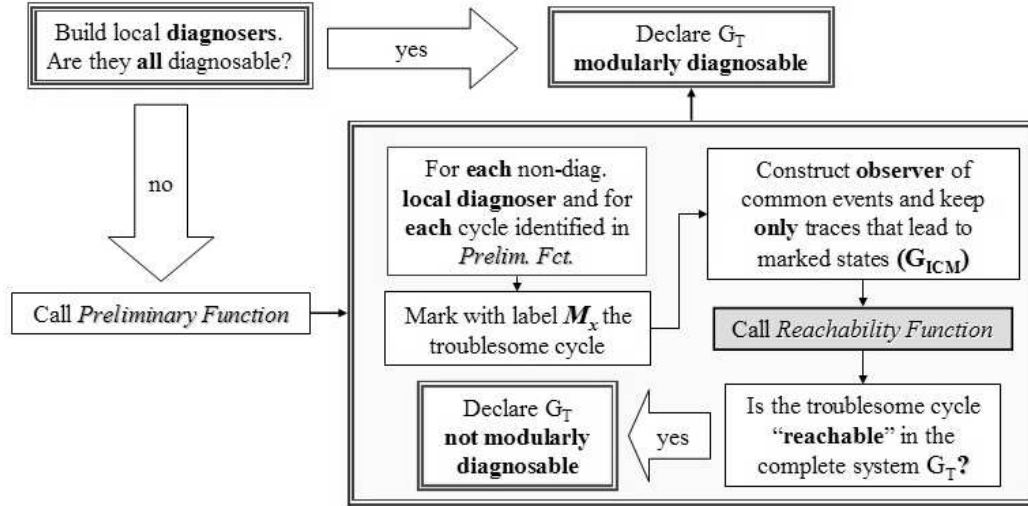 Build local diagnosers.
Are they all diagnosable?
yes
Declare G_T
modularly diagnosable
no
Call Preliminary Function
For each non-diag.
local diagnoser and for
each cycle identified in
Prelim. Fct.
Mark with label M_x the
troublesome cycle
Construct observer of
common events and keep
only traces that lead to
marked states (G_ICM)
Call Reachability Function
Is the troublesome cycle
“reachable” in the
complete system G_T?
yes
Declare G_T
not modularly
diagnosable